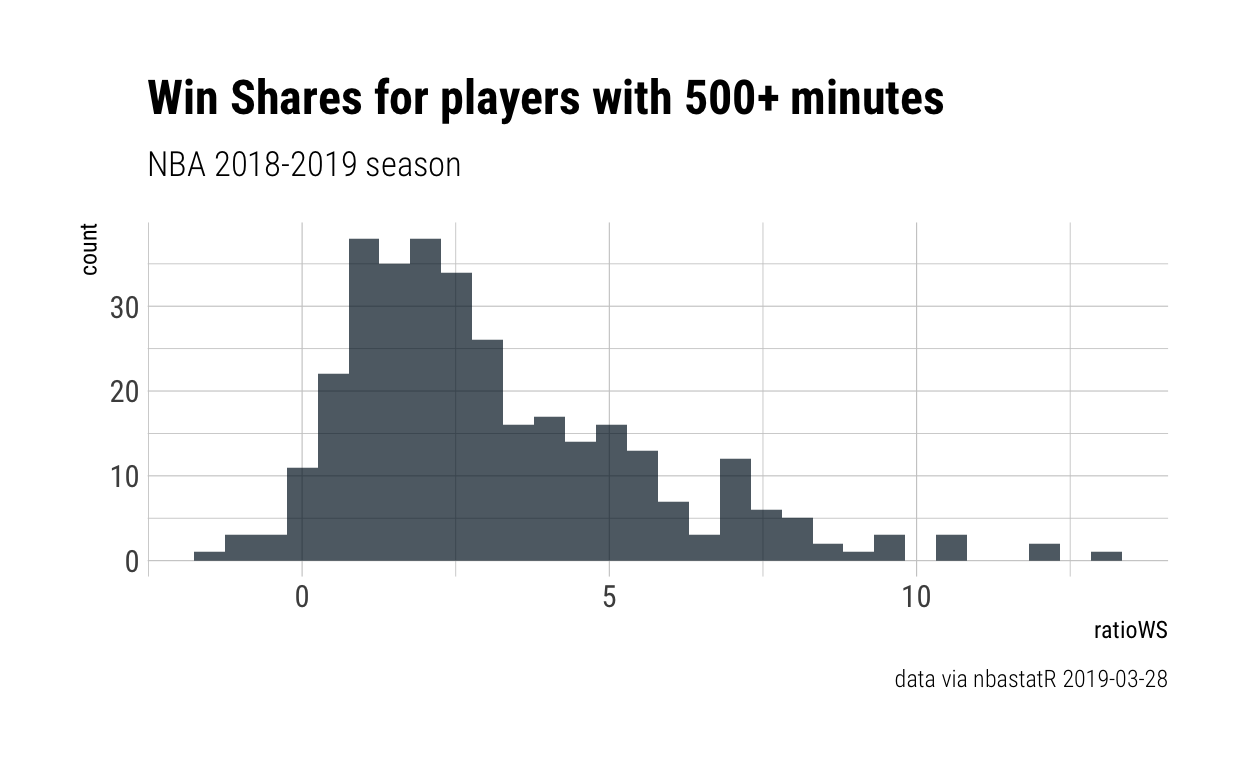 Win Shares for players with 500+ minutes
NBA 2018-2019 season
count
30
20
10
0
0 5 10
ratioWS
data via nbastatR 2019-03-28